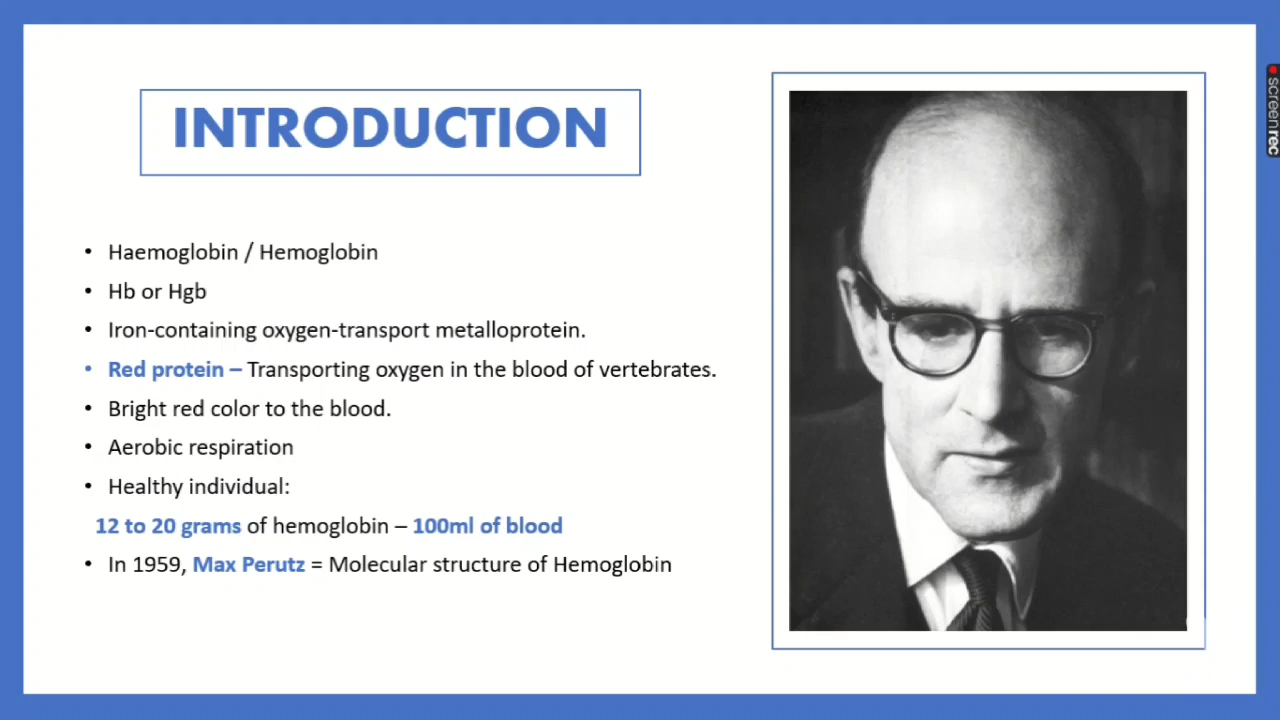 INTRODUCTION
• Haemoglobin / Hemoglobin
• Hb or Hgb
• Iron-containing oxygen-transport metalloprotein.
• Red protein – Transporting oxygen in the blood of vertebrates.
• Bright red color to the blood.
• Aerobic respiration
• Healthy individual:
12 to 20 grams of hemoglobin – 100ml of blood
• In 1959, Max Perutz = Molecular structure of Hemoglobin
screenrec